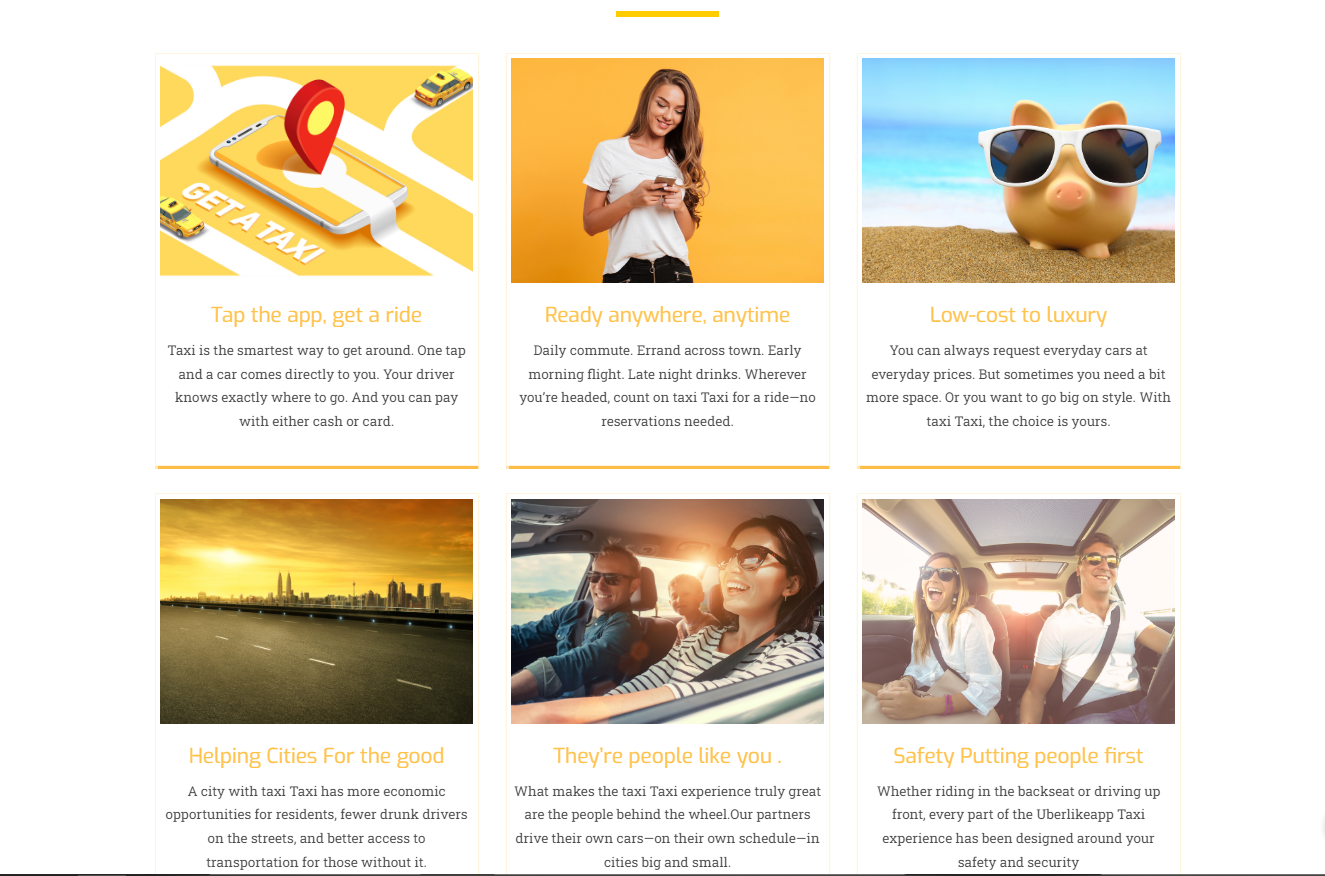 GET A TAXI
Tap the app, get a ride
Taxi is the smartest way to get around. One tap
and a car comes directly to you. Your driver
knows exactly where to go. And you can pay
with either cash or card.
Ready anywhere, anytime
Daily commute. Errand across town. Early
morning flight. Late night drinks. Wherever
you’re headed, count on taxi Taxi for a ride—no
reservations needed.
Low-cost to luxury
You can always request everyday cars at
everyday prices. But sometimes you need a bit
more space. Or you want to go big on style. With
taxi Taxi, the choice is yours.
Helping Cities For the good
A city with taxi Taxi has more economic
opportunities for residents, fewer drunk drivers
on the streets, and better access to
transportation for those without it.
They’re people like you .
What makes the taxi Taxi experience truly great
are the people behind the wheel.Our partners
drive their own cars—on their own schedule—in
cities big and small.
Safety Putting people first
Whether riding in the backseat or driving up
front, every part of the Uberlikeapp Taxi
experience has been designed around your
safety and security